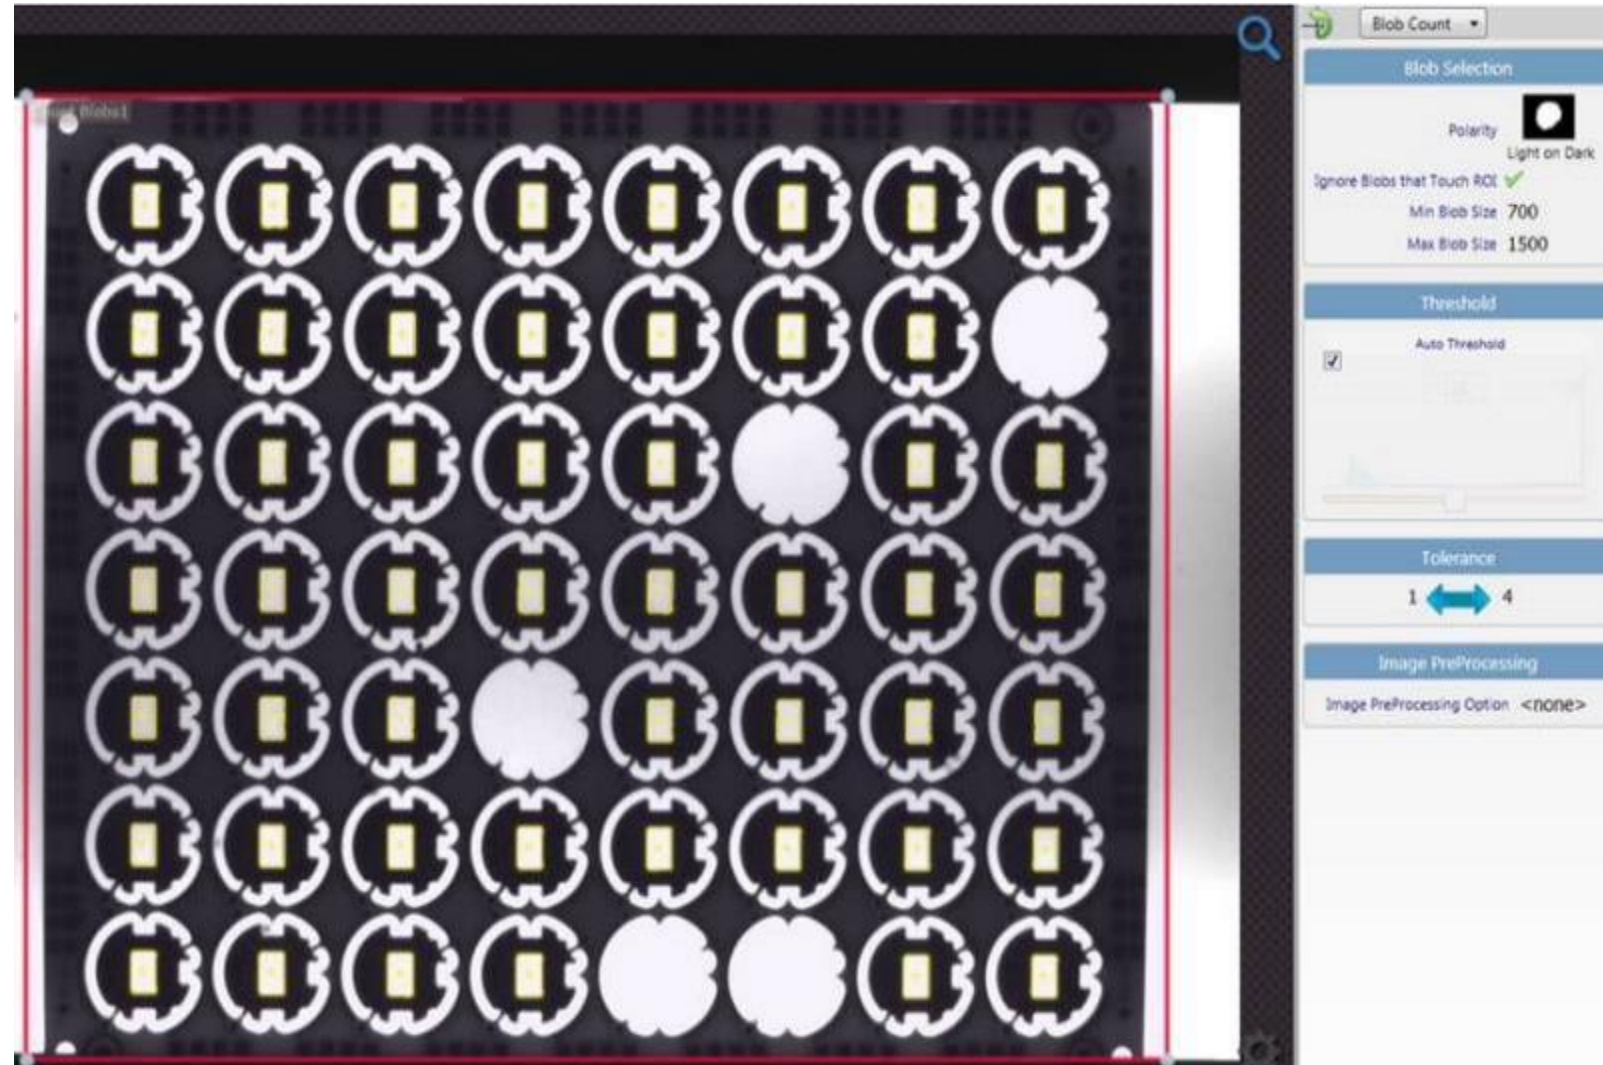 Blob Count
Blob Selection
Polarity
Light on Dark
Ignore Blobs that Touch ROI
Min Blob Size 700
Max Blob Size 1500
Threshold
Auto Threshold
Tolerance
1 4
Image PreProcessing
Image PreProcessing Option <none>
Blobs1